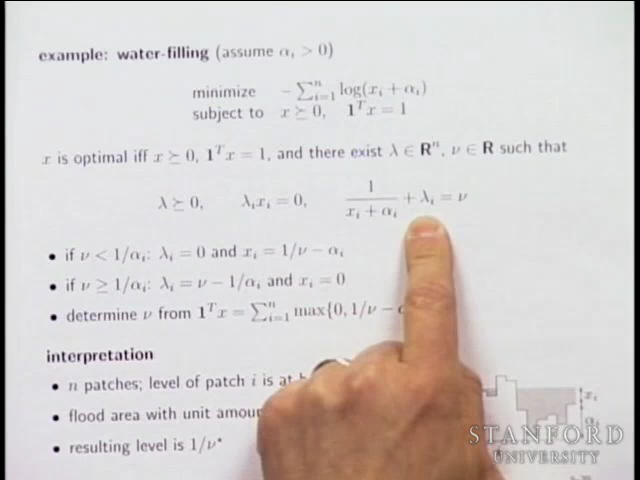 example: water-filling (assume αᵢ > 0)
minimize −∑ⁿᵢ₌₁ log(xᵢ + αᵢ)
subject to x ⪰ 0, 1ᵀx = 1
x is optimal iff x ⪰ 0, 1ᵀx = 1, and there exist λ ∈ Rⁿ, ν ∈ R such that
λ ⪰ 0, λᵢxᵢ = 0, 1/(xᵢ + αᵢ) + λᵢ = ν
• if ν < 1/αᵢ: λᵢ = 0 and xᵢ = 1/ν − αᵢ
• if ν ≥ 1/αᵢ: λᵢ = ν − 1/αᵢ and xᵢ = 0
• determine ν from 1ᵀx = ∑ⁿᵢ₌₁ max{0, 1/ν −
interpretation
• n patches; level of patch i is at
xᵢ
• flood area with unit
αᵢ
• resulting level is 1/ν*
STANFORD
UNIVERSITY